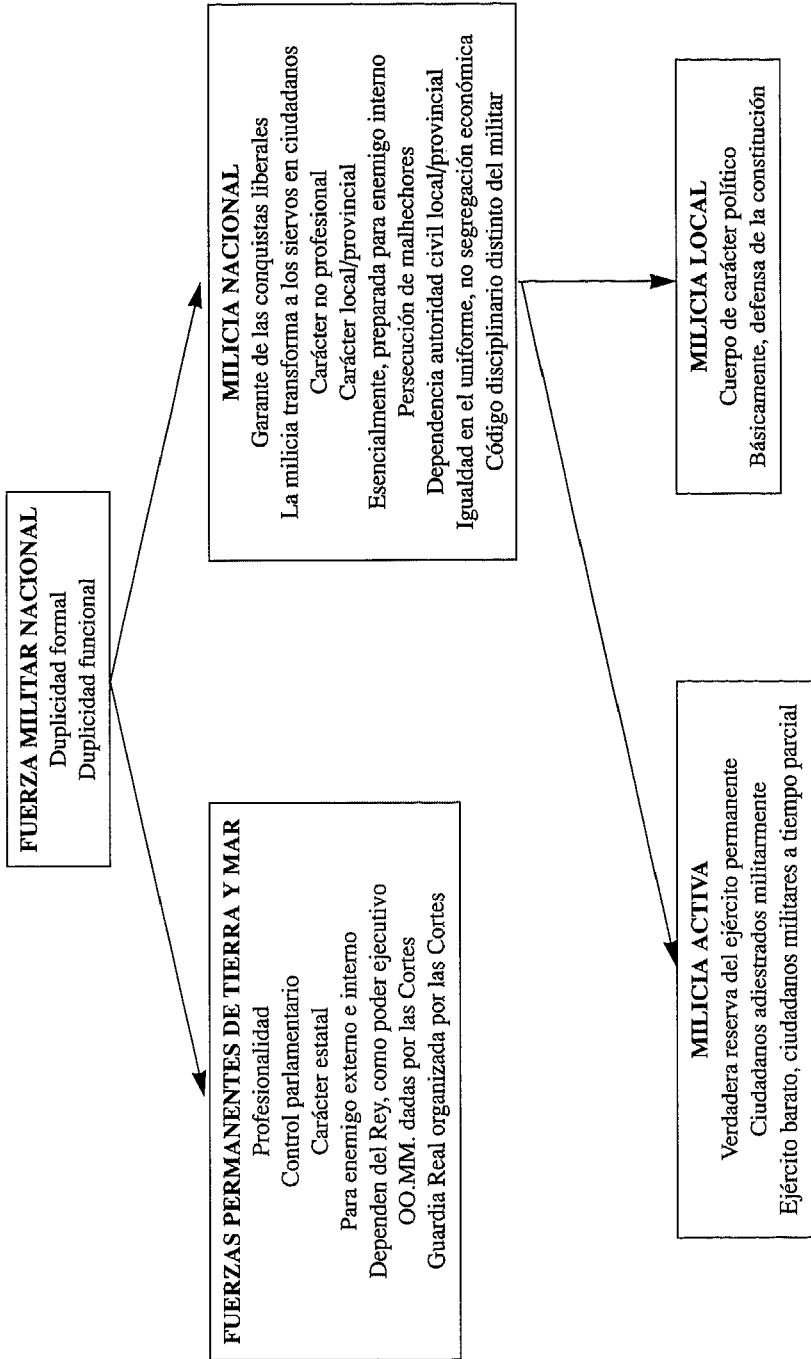 FUERZA MILITAR NACIONAL
Duplicidad formal
Duplicidad funcional
FUERZAS PERMANENTES DE TIERRA Y MAR
Profesionalidad
Control parlamentario
Carácter estatal
Para enemigo externo e interno
Dependen del Rey, como poder ejecutivo
OO.MM. dadas por las Cortes
Guardia Real organizada por las Cortes
MILICIA NACIONAL
Garante de las conquistas liberales
La milicia transforma a los siervos en ciudadanos
Carácter no profesional
Carácter local/provincial
Esencialmente, preparada para enemigo interno
Persecución de malhechores
Dependencia autoridad civil local/provincial
Igualdad en el uniforme, no segregación económica
Código disciplinario distinto del militar
MILICIA ACTIVA
Verdadera reserva del ejército permanente
Ciudadanos adiestrados militarmente
Ejército barato, ciudadanos militares a tiempo parcial
MILICIA LOCAL
Cuerpo de carácter político
Básicamente, defensa de la constitución